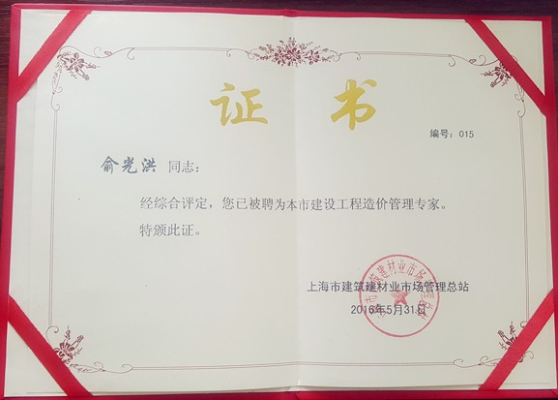 证书
编号：015
俞光洪 同志：
经综合评定，您已被聘为本市建设工程造价管理专家。
特颁此证。
上海市建筑建材业市场管理总站
2016年5月31日